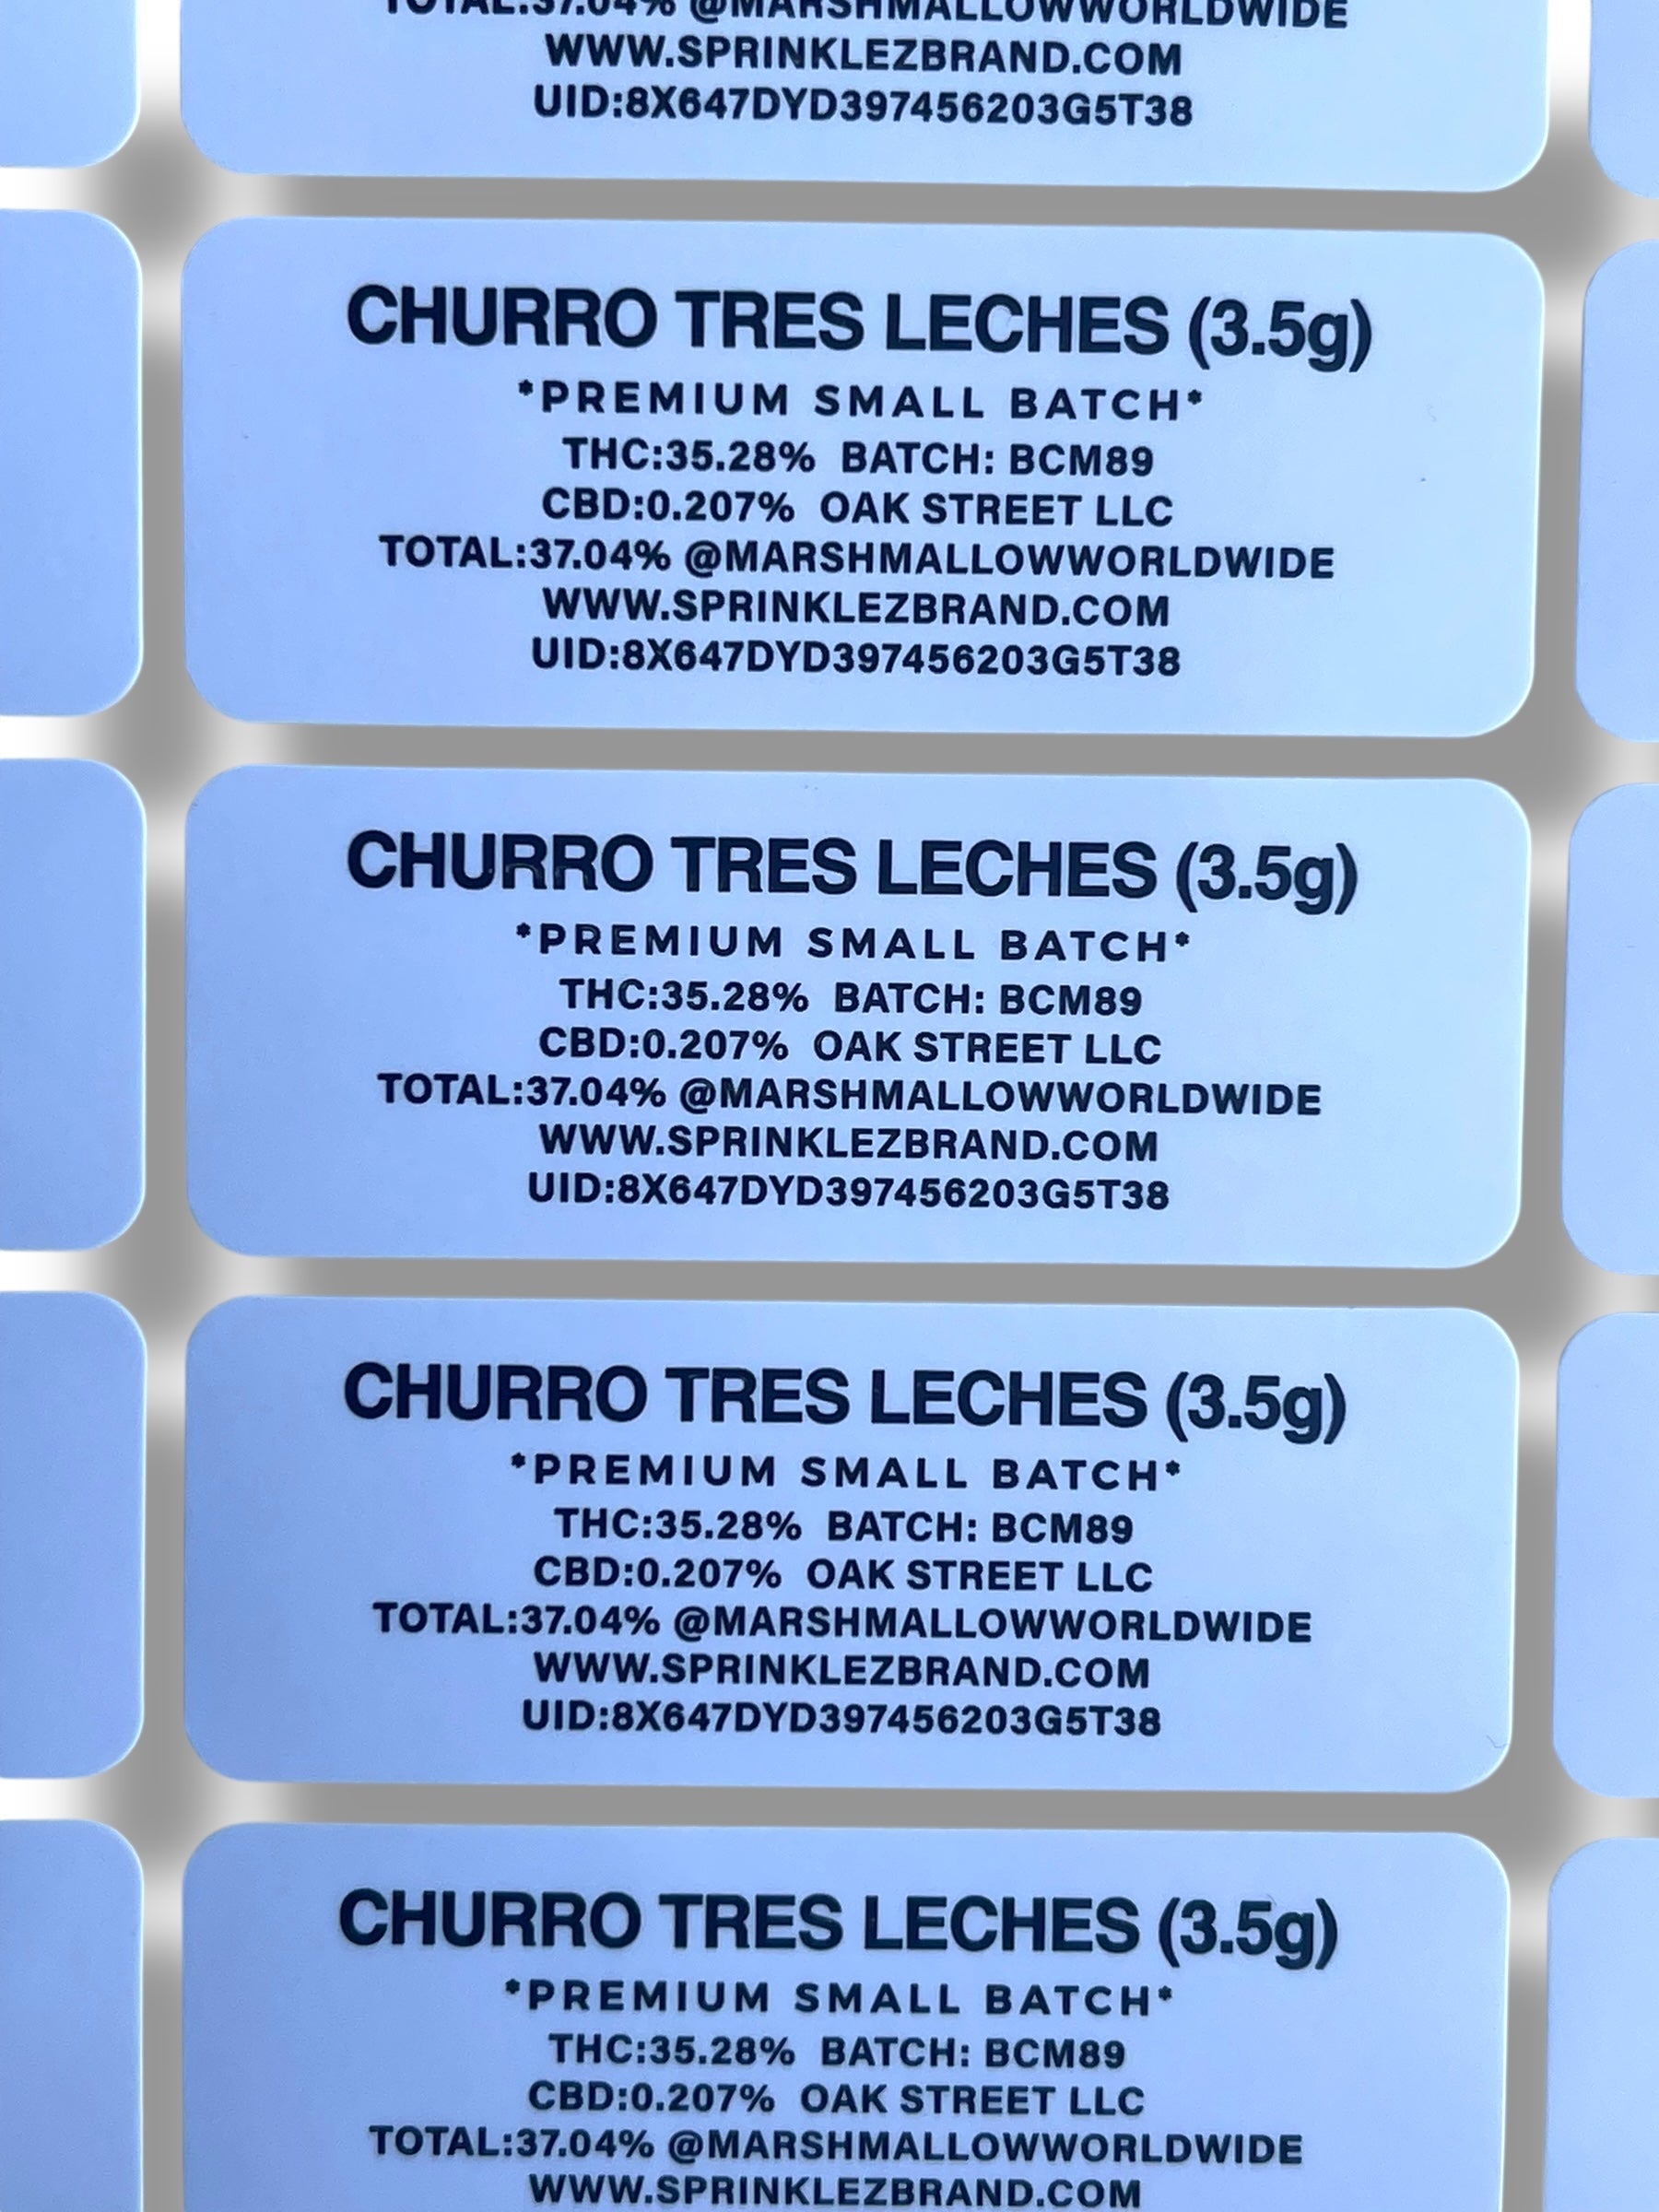 TOTAL:37.04% @MARSHMALLOWWORLDWIDE
WWW.SPRINKLEZBRAND.COM
UID:8X647DYD397456203G5T38
CHURRO TRES LECHES (3.5g)
*PREMIUM SMALL BATCH*
THC:35.28% BATCH: BCM89
CBD:0.207% OAK STREET LLC
TOTAL:37.04% @MARSHMALLOWWORLDWIDE
WWW.SPRINKLEZBRAND.COM
UID:8X647DYD397456203G5T38
CHURRO TRES LECHES (3.5g)
*PREMIUM SMALL BATCH*
THC:35.28% BATCH: BCM89
CBD:0.207% OAK STREET LLC
TOTAL:37.04% @MARSHMALLOWWORLDWIDE
WWW.SPRINKLEZBRAND.COM
UID:8X647DYD397456203G5T38
CHURRO TRES LECHES (3.5g)
*PREMIUM SMALL BATCH*
THC:35.28% BATCH: BCM89
CBD:0.207% OAK STREET LLC
TOTAL:37.04% @MARSHMALLOWWORLDWIDE
WWW.SPRINKLEZBRAND.COM
UID:8X647DYD397456203G5T38
CHURRO TRES LECHES (3.5g)
*PREMIUM SMALL BATCH*
THC:35.28% BATCH: BCM89
CBD:0.207% OAK STREET LLC
TOTAL:37.04% @MARSHMALLOWWORLDWIDE
WWW.SPRINKLEZBRAND.COM